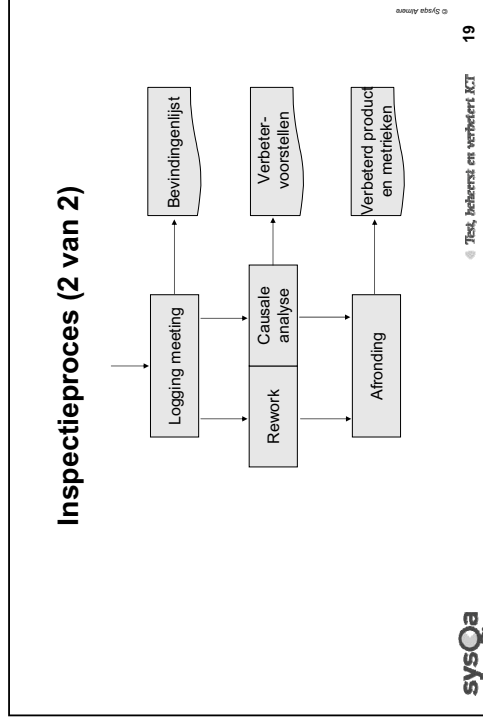 Inspectieproces (2 van 2)
Logging meeting
Bevindingenlijst
Rework
Causale
analyse
Verbeter-
voorstellen
Afronding
Verbeterd product
en metrieken
sysQa
Test, beheerst en verbetert ICT
19
© Sysqa Almere